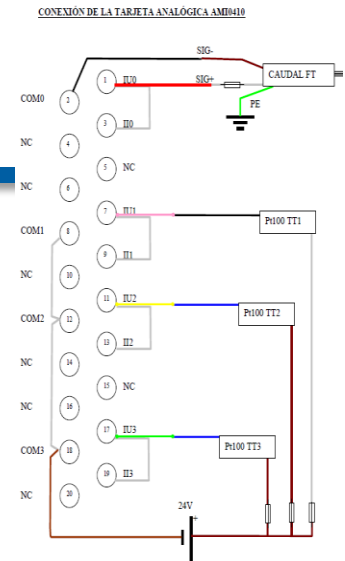 CONEXIÓN DE LA TARJETA ANALÓGICA AMI0410
SIG-
1 IU0 SIG+ CAUDAL FT
COM0 2 PE
3 II0
NC 4
5 NC
NC 6
7 IU1 Pt100 TT1
COM1 8
9 II1
NC 10
11 IU2 Pt100 TT2
COM2 12
13 II2
NC 14
15 NC
NC 16
17 IU3 Pt100 TT3
COM3 18
19 II3
NC 20
24V
+